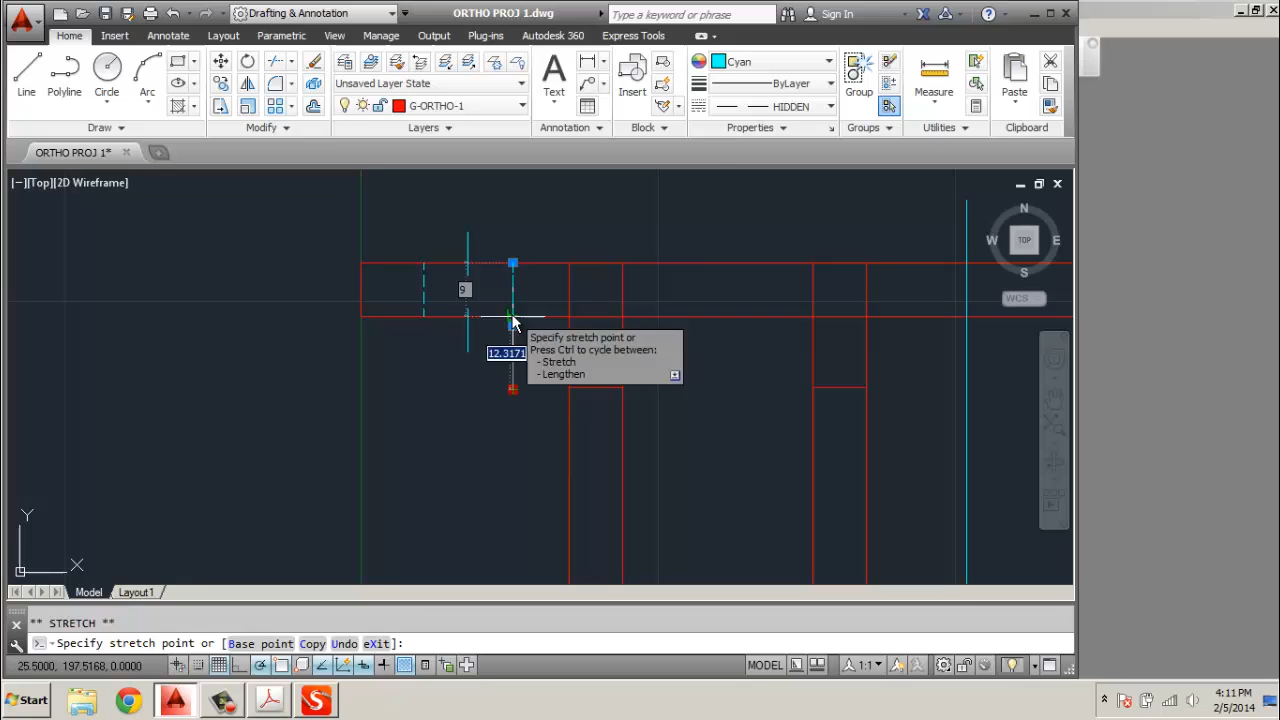 Drafting & Annotation
ORTHO PROJ 1.dwg
Type a keyword or phrase
Sign In
Home Insert Annotate Layout Parametric View Manage Output Plug-ins Autodesk 360 Express Tools
Line
Polyline
Circle
Arc
Unsaved Layer State
G-ORTHO-1
Text
Insert
Cyan
ByLayer
HIDDEN
Group
Measure
Paste
Draw
Modify
Layers
Annotation
Block
Properties
Groups
Utilities
Clipboard
ORTHO PROJ 1*
[−][Top][2D Wireframe]
N
W TOP E
S
WCS
9
12.3171
Specify stretch point or
Press Ctrl to cycle between:
- Stretch
- Lengthen
Y
X
Model Layout1
** STRETCH **
Specify stretch point or [Base point Copy Undo eXit]:
25.5000, 197.5168, 0.0000
MODEL
1:1
Start
4:11 PM
2/5/2014